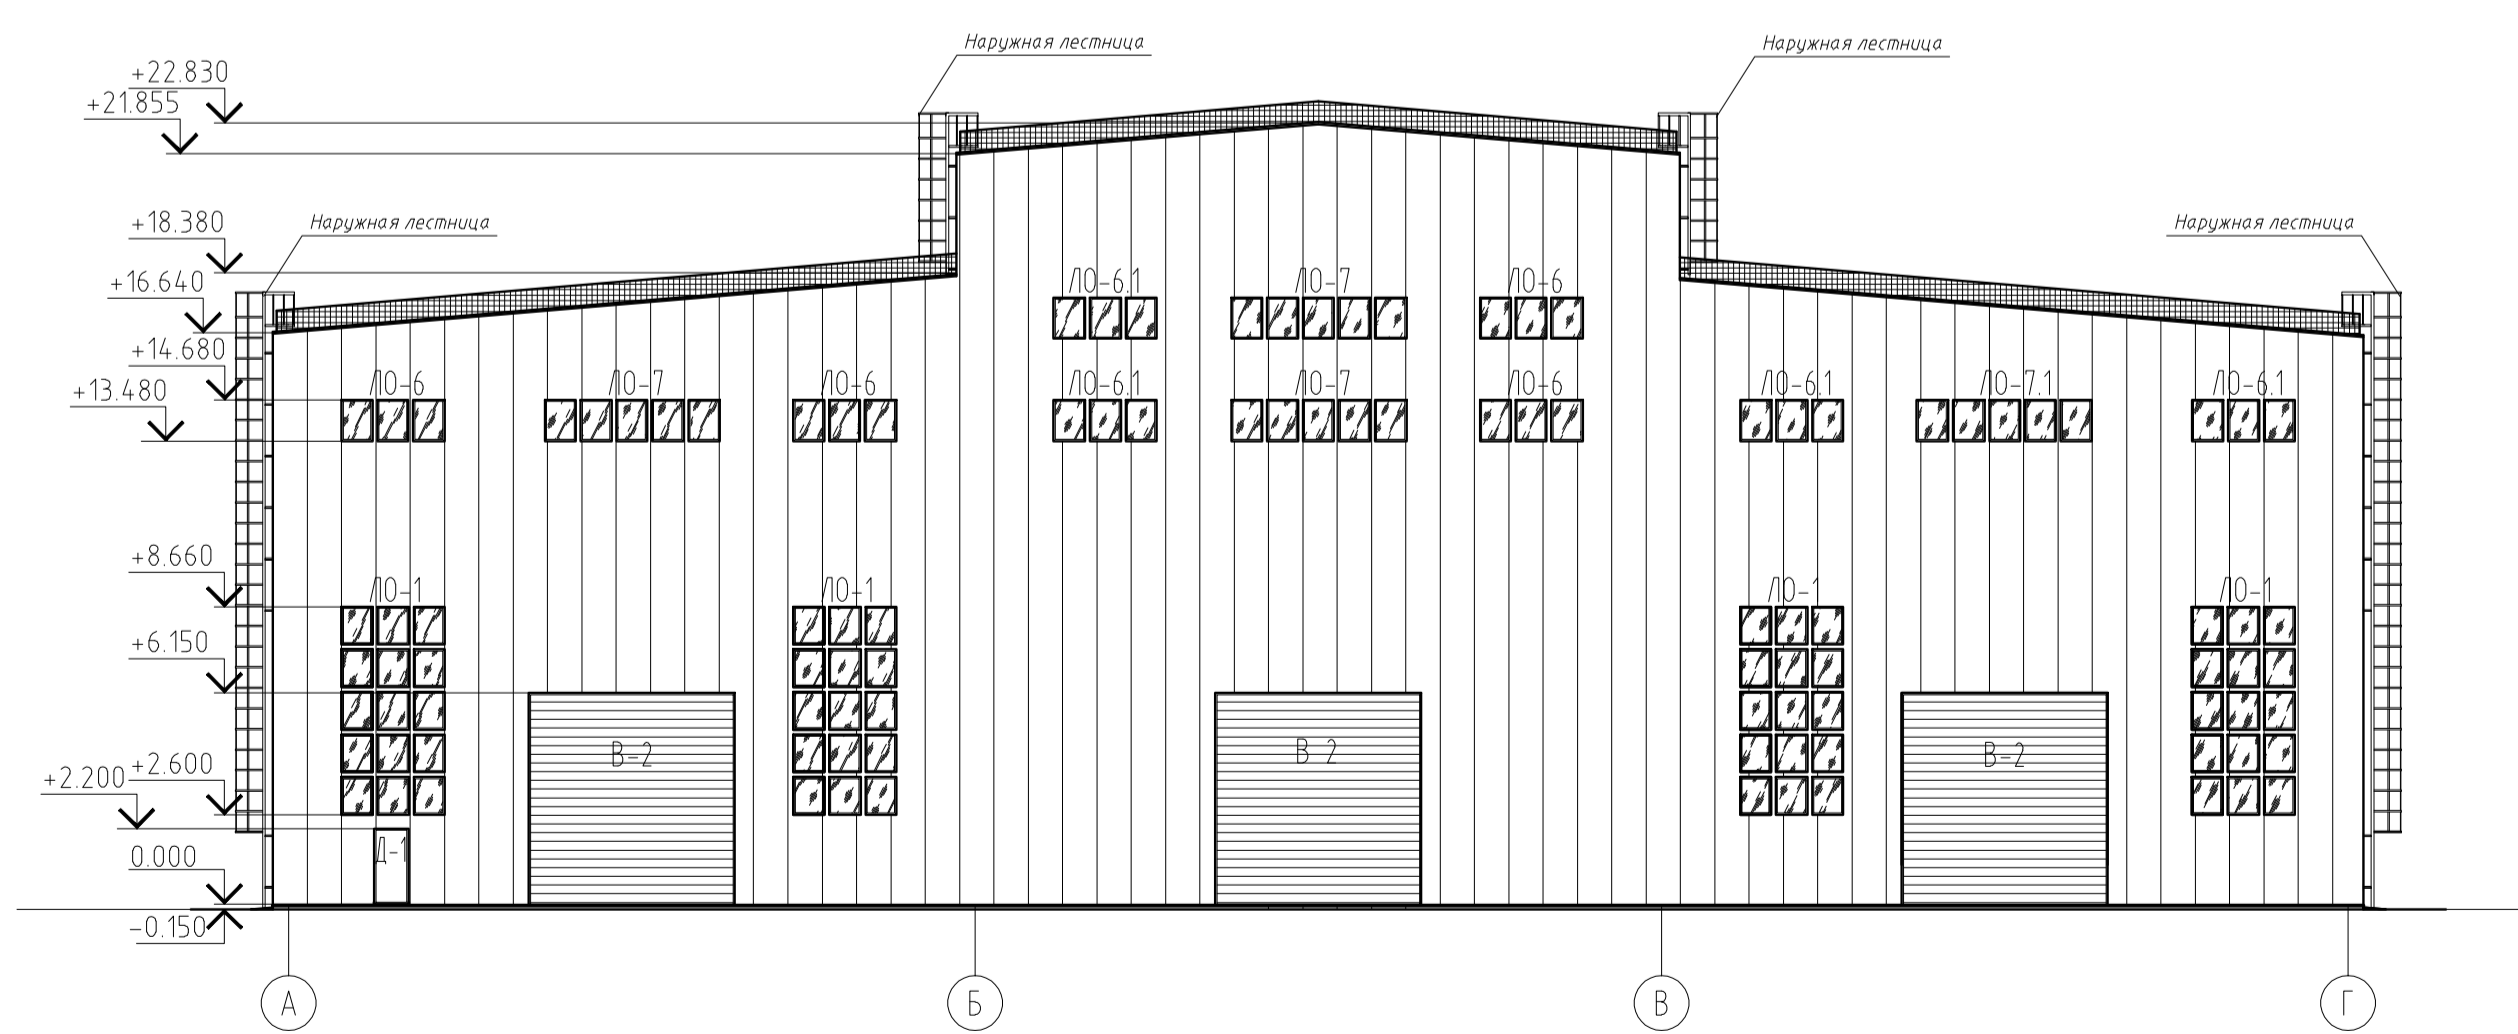 Наружная лестница
Наружная лестница
+22.830
+21.855
+18.380
Наружная лестница
Наружная лестница
+16.640
ЛО-6.1
ЛО-7
ЛО-6
+14.680
+13.480
ЛО-6
ЛО-7
ЛО-6
ЛО-6.1
ЛО-7
ЛО-6
ЛО-6.1
ЛО-7.1
ЛО-6.1
+8.660
ЛО-1
ЛО-1
ЛО-1
ЛО-1
+6.150
В-2
В-2
В-2
+2.600
+2.200
Д-1
0.000
-0.150
А
Б
В
Г